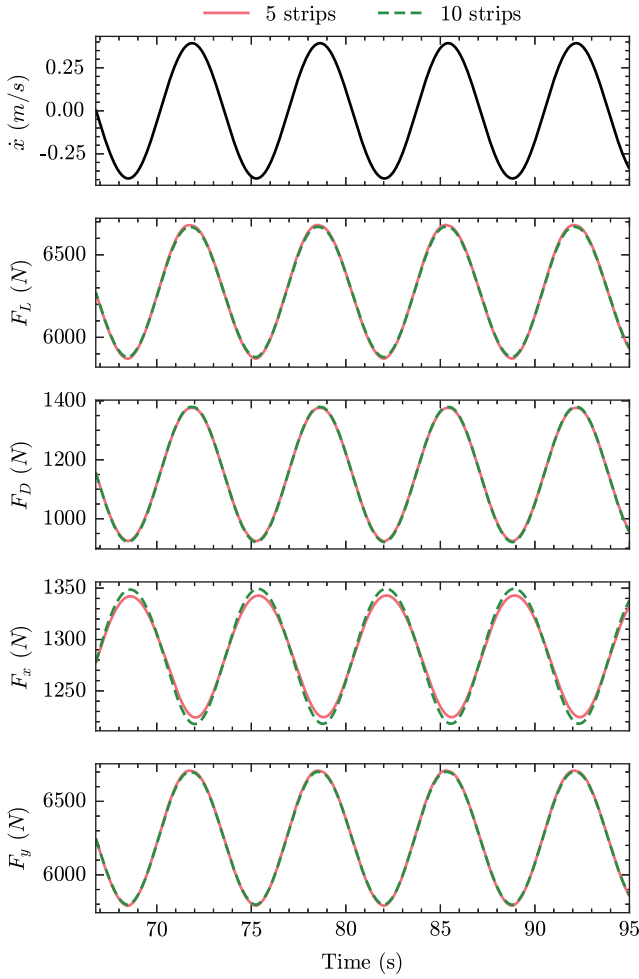 5 strips 10 strips
ẋ (m/s)
0.25
0.00
-0.25
F_L (N)
6500
6000
F_D (N)
1400
1200
1000
F_x (N)
1350
1300
1250
F_y (N)
6500
6000
70 75 80 85 90 95
Time (s)